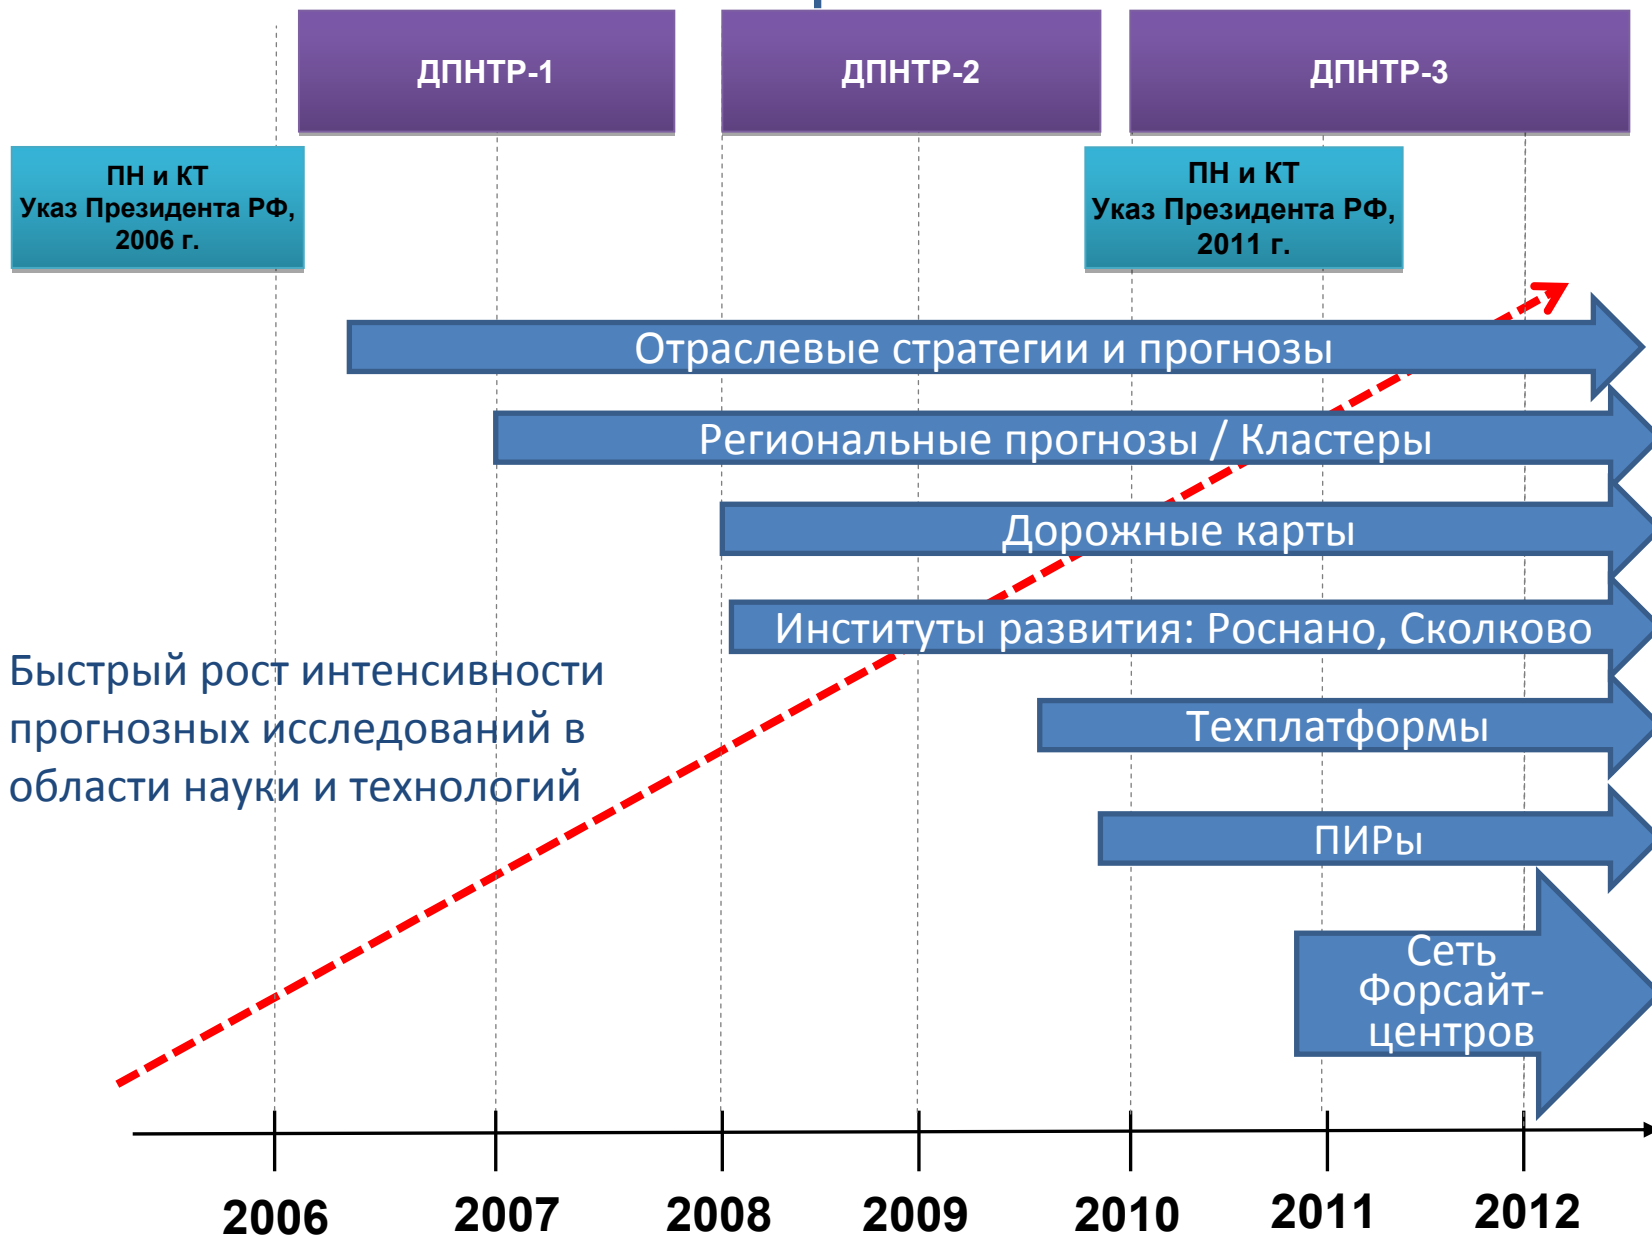 ДПНТР-1
ДПНТР-2
ДПНТР-3
ПН и КТ
Указ Президента РФ,
2006 г.
ПН и КТ
Указ Президента РФ,
2011 г.
Отраслевые стратегии и прогнозы
Региональные прогнозы / Кластеры
Дорожные карты
Институты развития: Роснано, Сколково
Быстрый рост интенсивности
прогнозных исследований в
области науки и технологий
Техплатформы
ПИРы
Сеть
Форсайт-
центров
2006
2007
2008
2009
2010
2011
2012